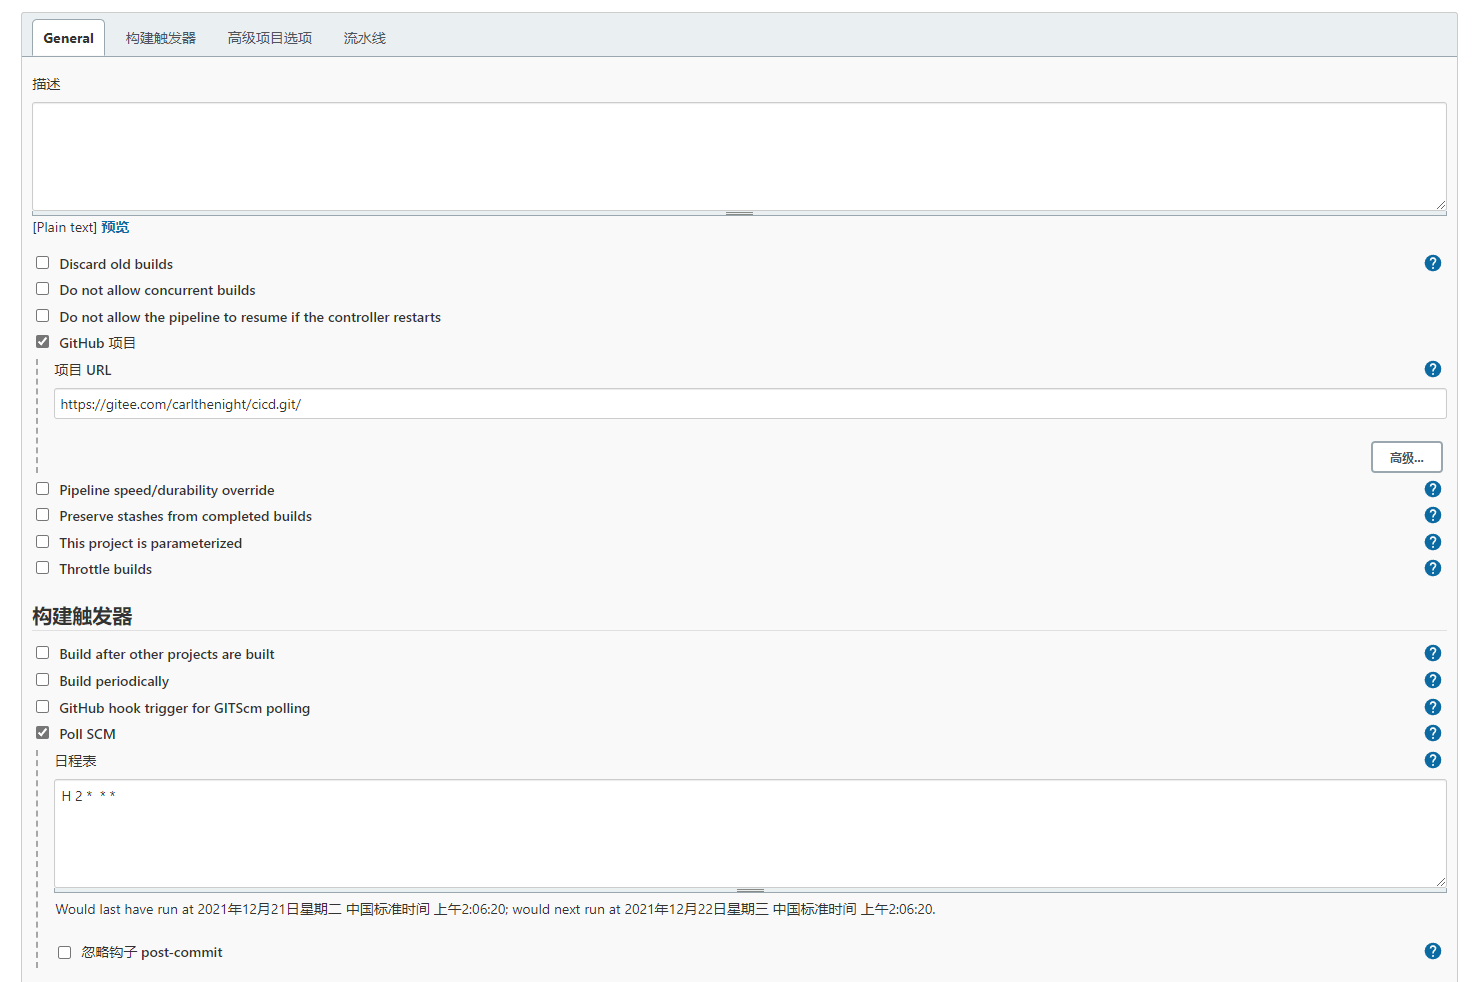 General 构建触发器 高级项目选项 流水线
描述
[Plain text] 预览
Discard old builds
Do not allow concurrent builds
Do not allow the pipeline to resume if the controller restarts
GitHub 项目
项目 URL
https://gitee.com/carlthenight/cicd.git/
高级...
Pipeline speed/durability override
Preserve stashes from completed builds
This project is parameterized
Throttle builds
构建触发器
Build after other projects are built
Build periodically
GitHub hook trigger for GITScm polling
Poll SCM
日程表
H 2 *  * *
Would last have run at 2021年12月21日星期二 中国标准时间 上午2:06:20; would next run at 2021年12月22日星期三 中国标准时间 上午2:06:20.
忽略钩子 post-commit